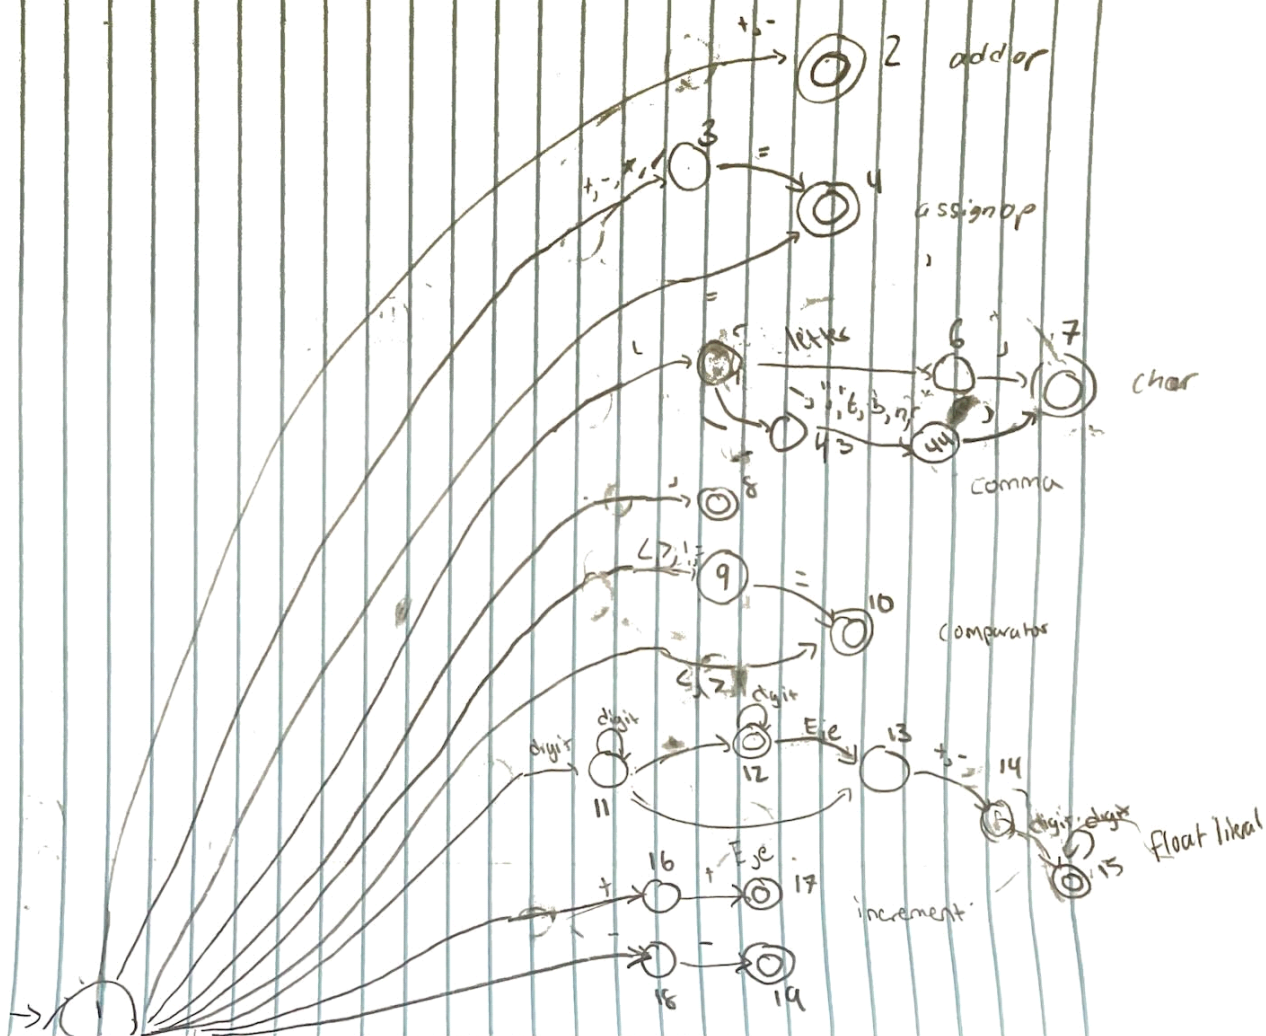 +,- 2 addop
3 =
+,-,*,/ 4
assignop
=
5 letter 6 ' 7
char
43 44 '
comma
, 8
9 =
10
comparator
digit
digit E,e 13
digit 12 +,- 14
11 digit digit
float literal
15
E,e
16
+ + 17
increment
- -
18 19
1